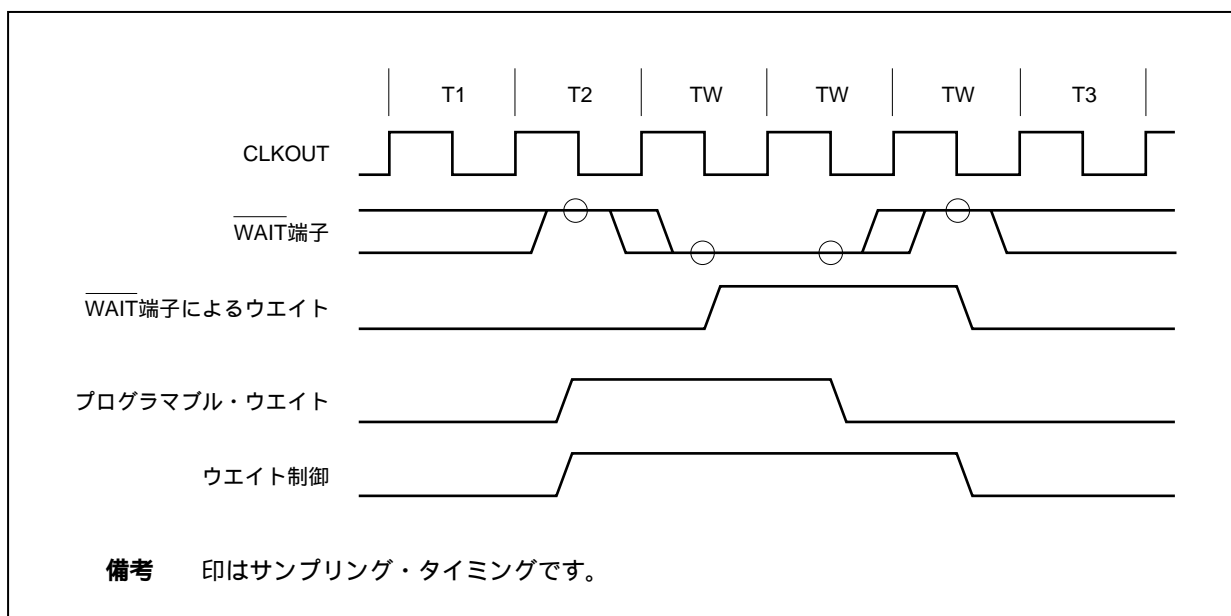 T1 T2 TW TW TW T3
CLKOUT
WAIT端子
WAIT端子によるウエイト
プログラマブル・ウエイト
ウエイト制御
備考 印はサンプリング・タイミングです。